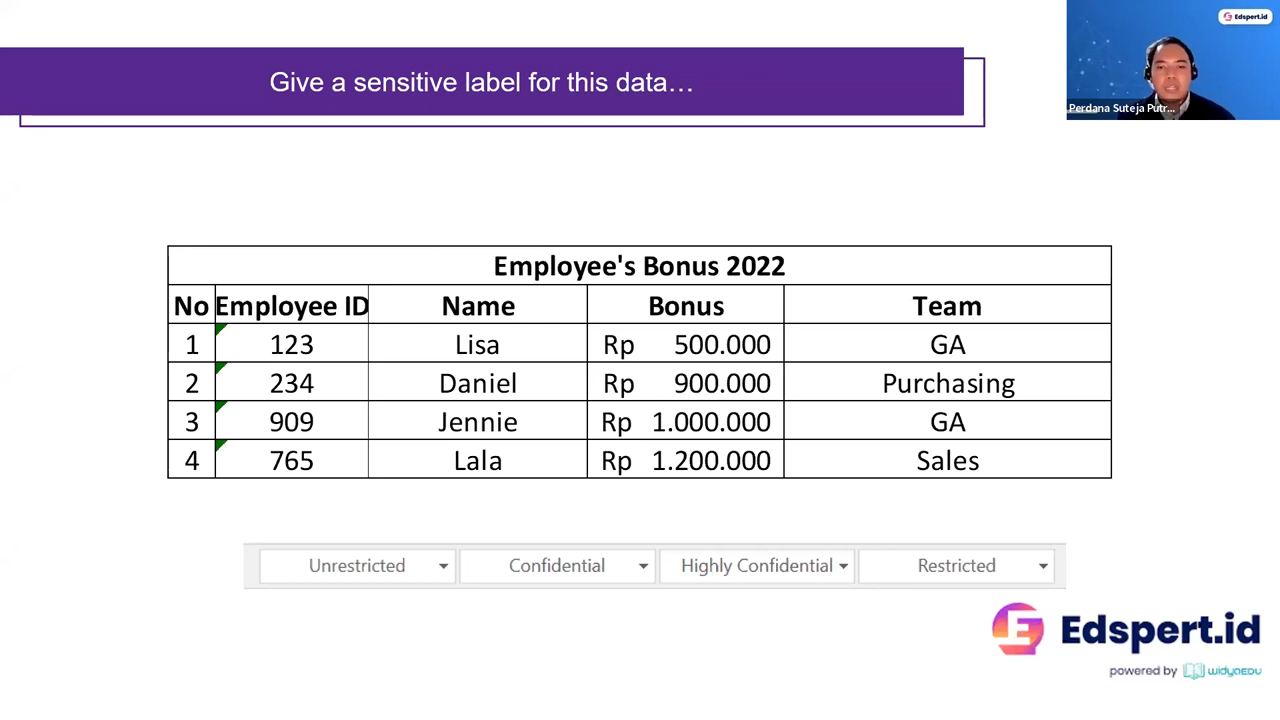 Edspert.id
Give a sensitive label for this data…
Perdana Suteja Putr...
Employee's Bonus 2022
No Employee ID Name Bonus Team
1 123 Lisa Rp 500.000 GA
2 234 Daniel Rp 900.000 Purchasing
3 909 Jennie Rp 1.000.000 GA
4 765 Lala Rp 1.200.000 Sales
Unrestricted Confidential Highly Confidential Restricted
Edspert.id
powered by WIDYAEDU